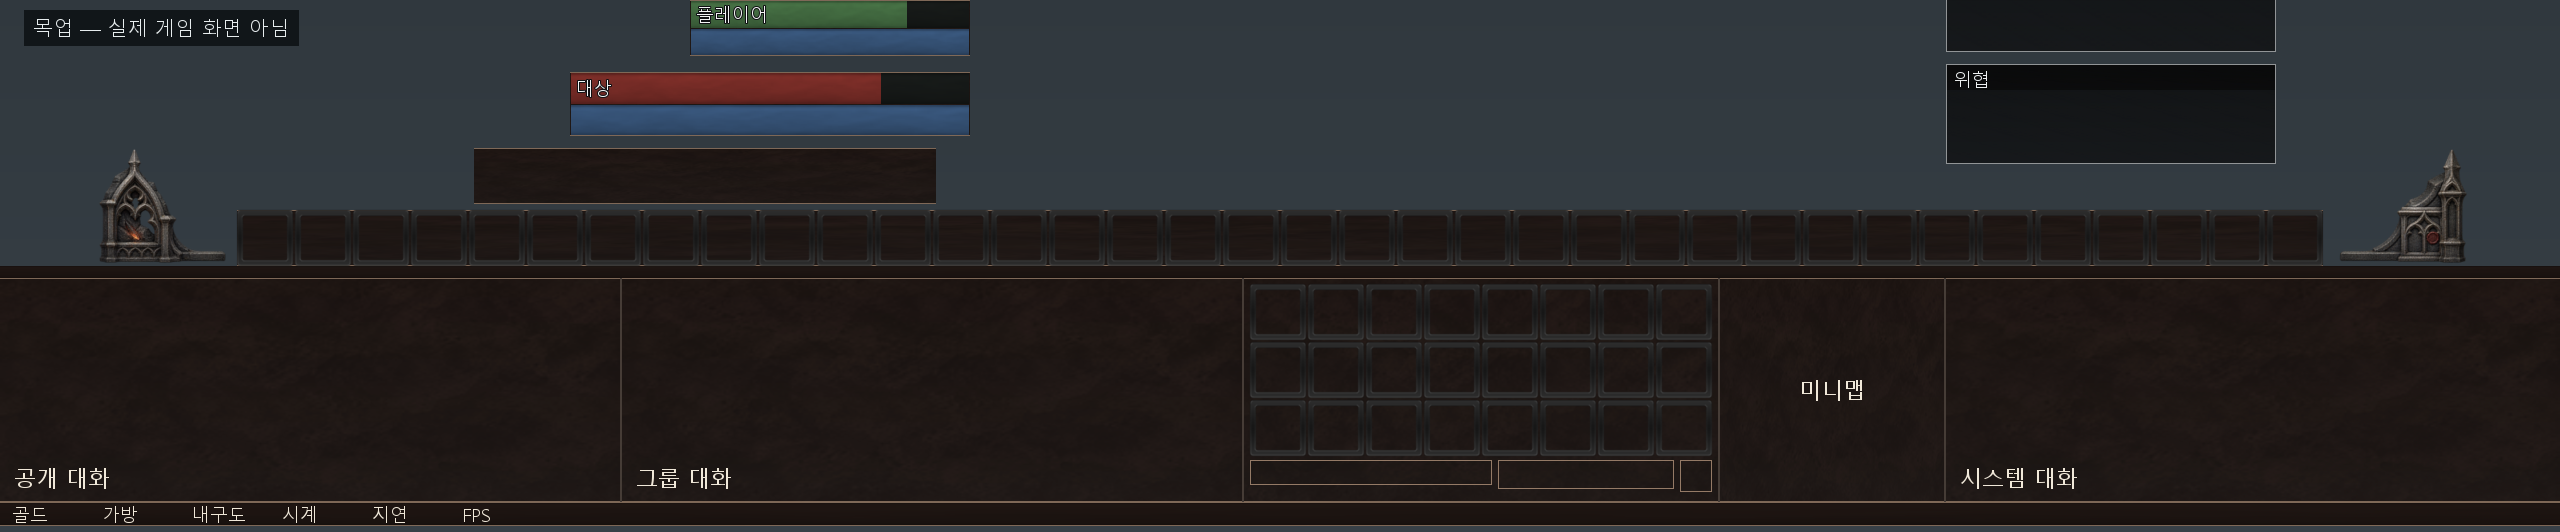 목업 — 실제 게임 화면 아님
플레이어
대상
위협
미니맵
공개 대화
그룹 대화
시스템 대화
골드 가방 내구도 시계 지연 FPS